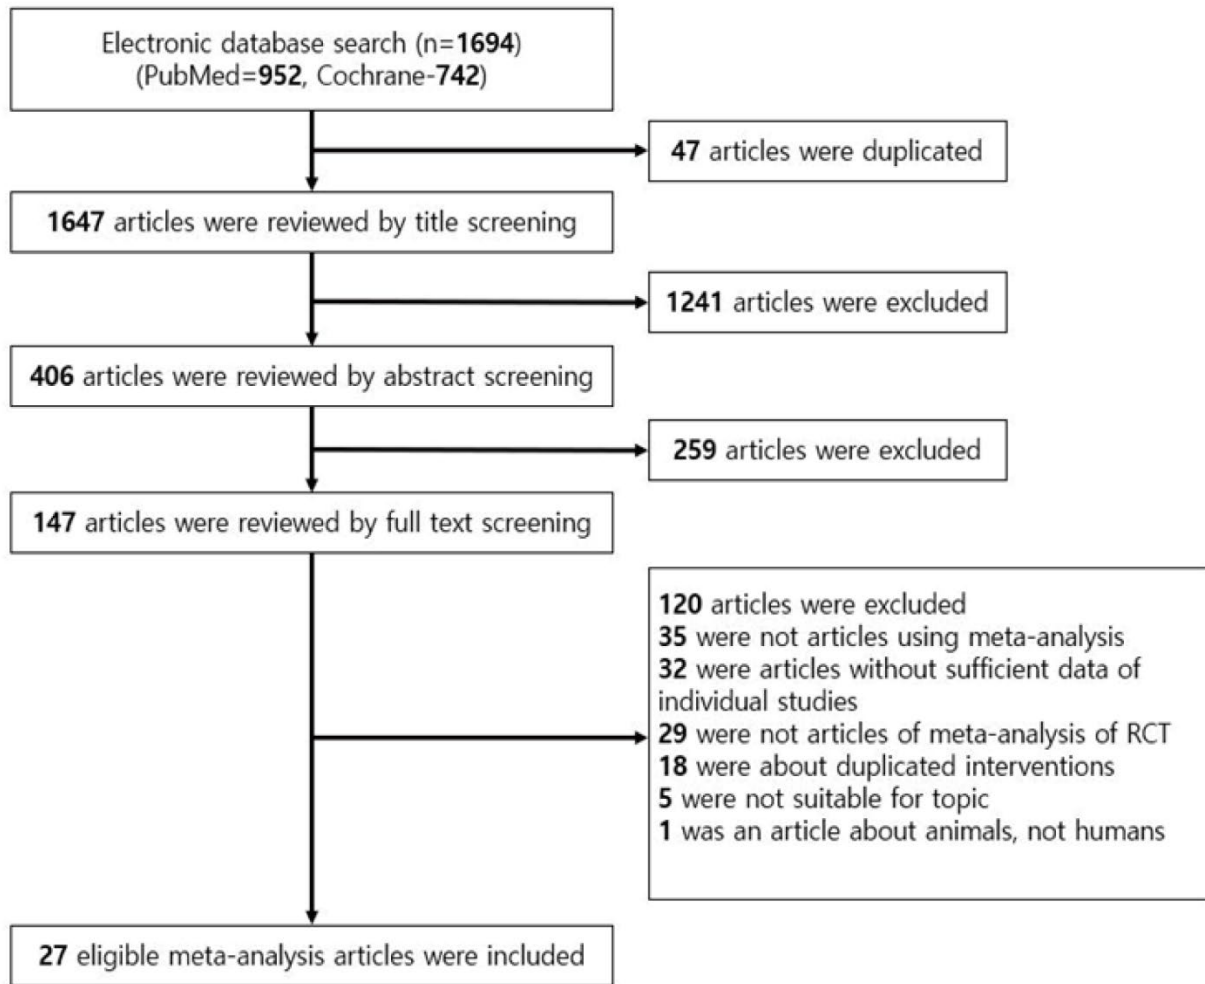 Electronic database search (n=1694)
(PubMed=952, Cochrane-742)
47 articles were duplicated
1647 articles were reviewed by title screening
1241 articles were excluded
406 articles were reviewed by abstract screening
259 articles were excluded
147 articles were reviewed by full text screening
120 articles were excluded
35 were not articles using meta-analysis
32 were articles without sufficient data of
individual studies
29 were not articles of meta-analysis of RCT
18 were about duplicated interventions
5 were not suitable for topic
1 was an article about animals, not humans
27 eligible meta-analysis articles were included